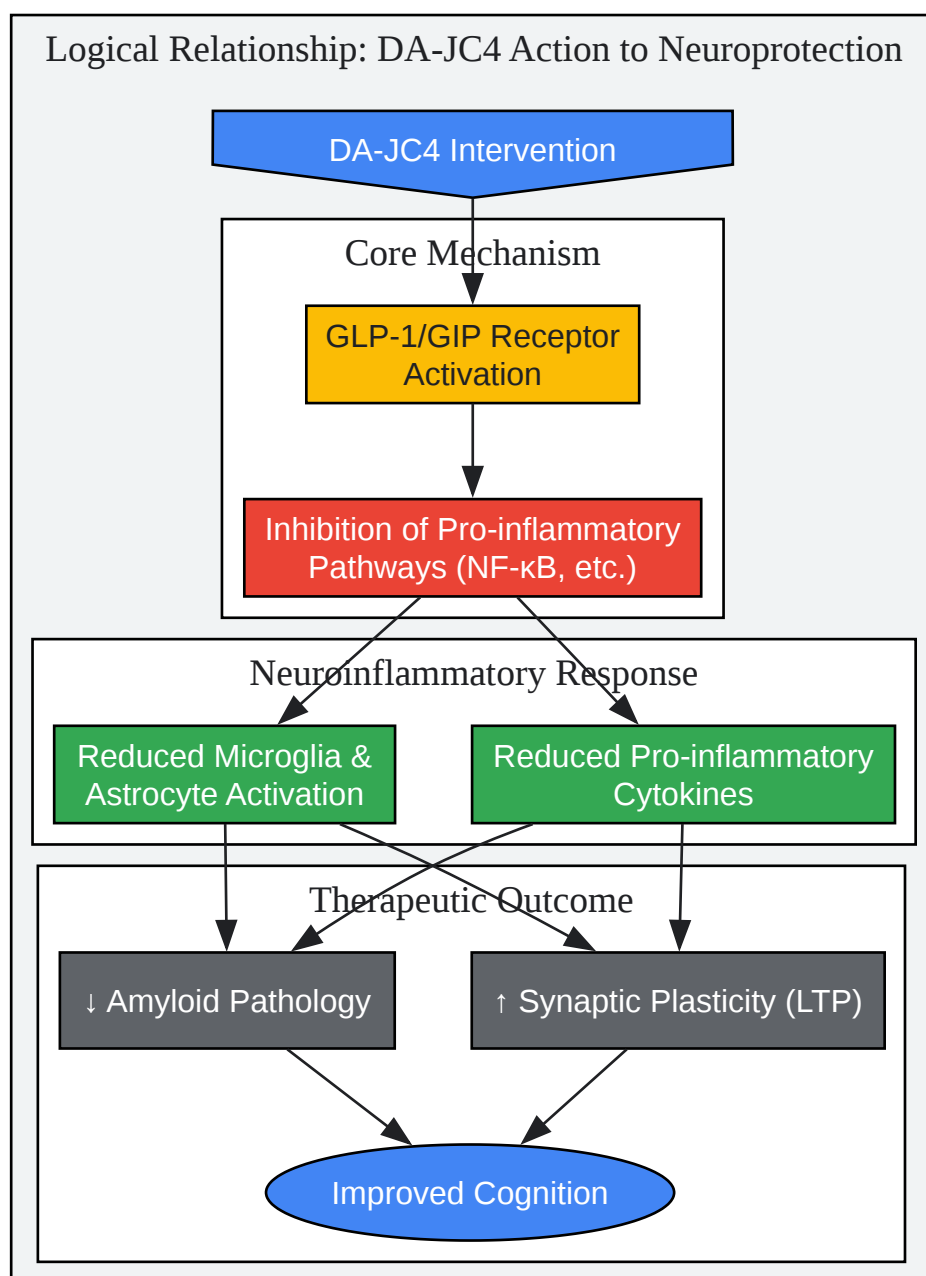 Logical Relationship: DA-JC4 Action to Neuroprotection
DA-JC4 Intervention
Core Mechanism
GLP-1/GIP Receptor
Activation
Inhibition of Pro-inflammatory
Pathways (NF-κB, etc.)
Neuroinflammatory Response
Reduced Microglia &
Astrocyte Activation
Reduced Pro-inflammatory
Cytokines
Therapeutic Outcome
↓ Amyloid Pathology
↑ Synaptic Plasticity (LTP)
Improved Cognition